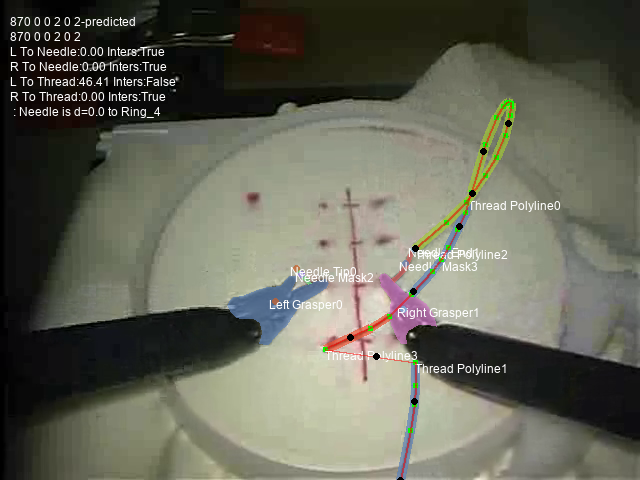 870 0 0 2 0 2-predicted
870 0 0 2 0 2
L To Needle:0.00 Inters:True
R To Needle:0.00 Inters:True
L To Thread:46.41 Inters:False
R To Thread:0.00 Inters:True
: Needle is d=0.0 to Ring_4
Thread Polyline0
Thread Polyline2
Needle Mask3
Needle Tip0
Needle Mask2
Left Grasper0
Right Grasper1
Thread Polyline3
Thread Polyline1